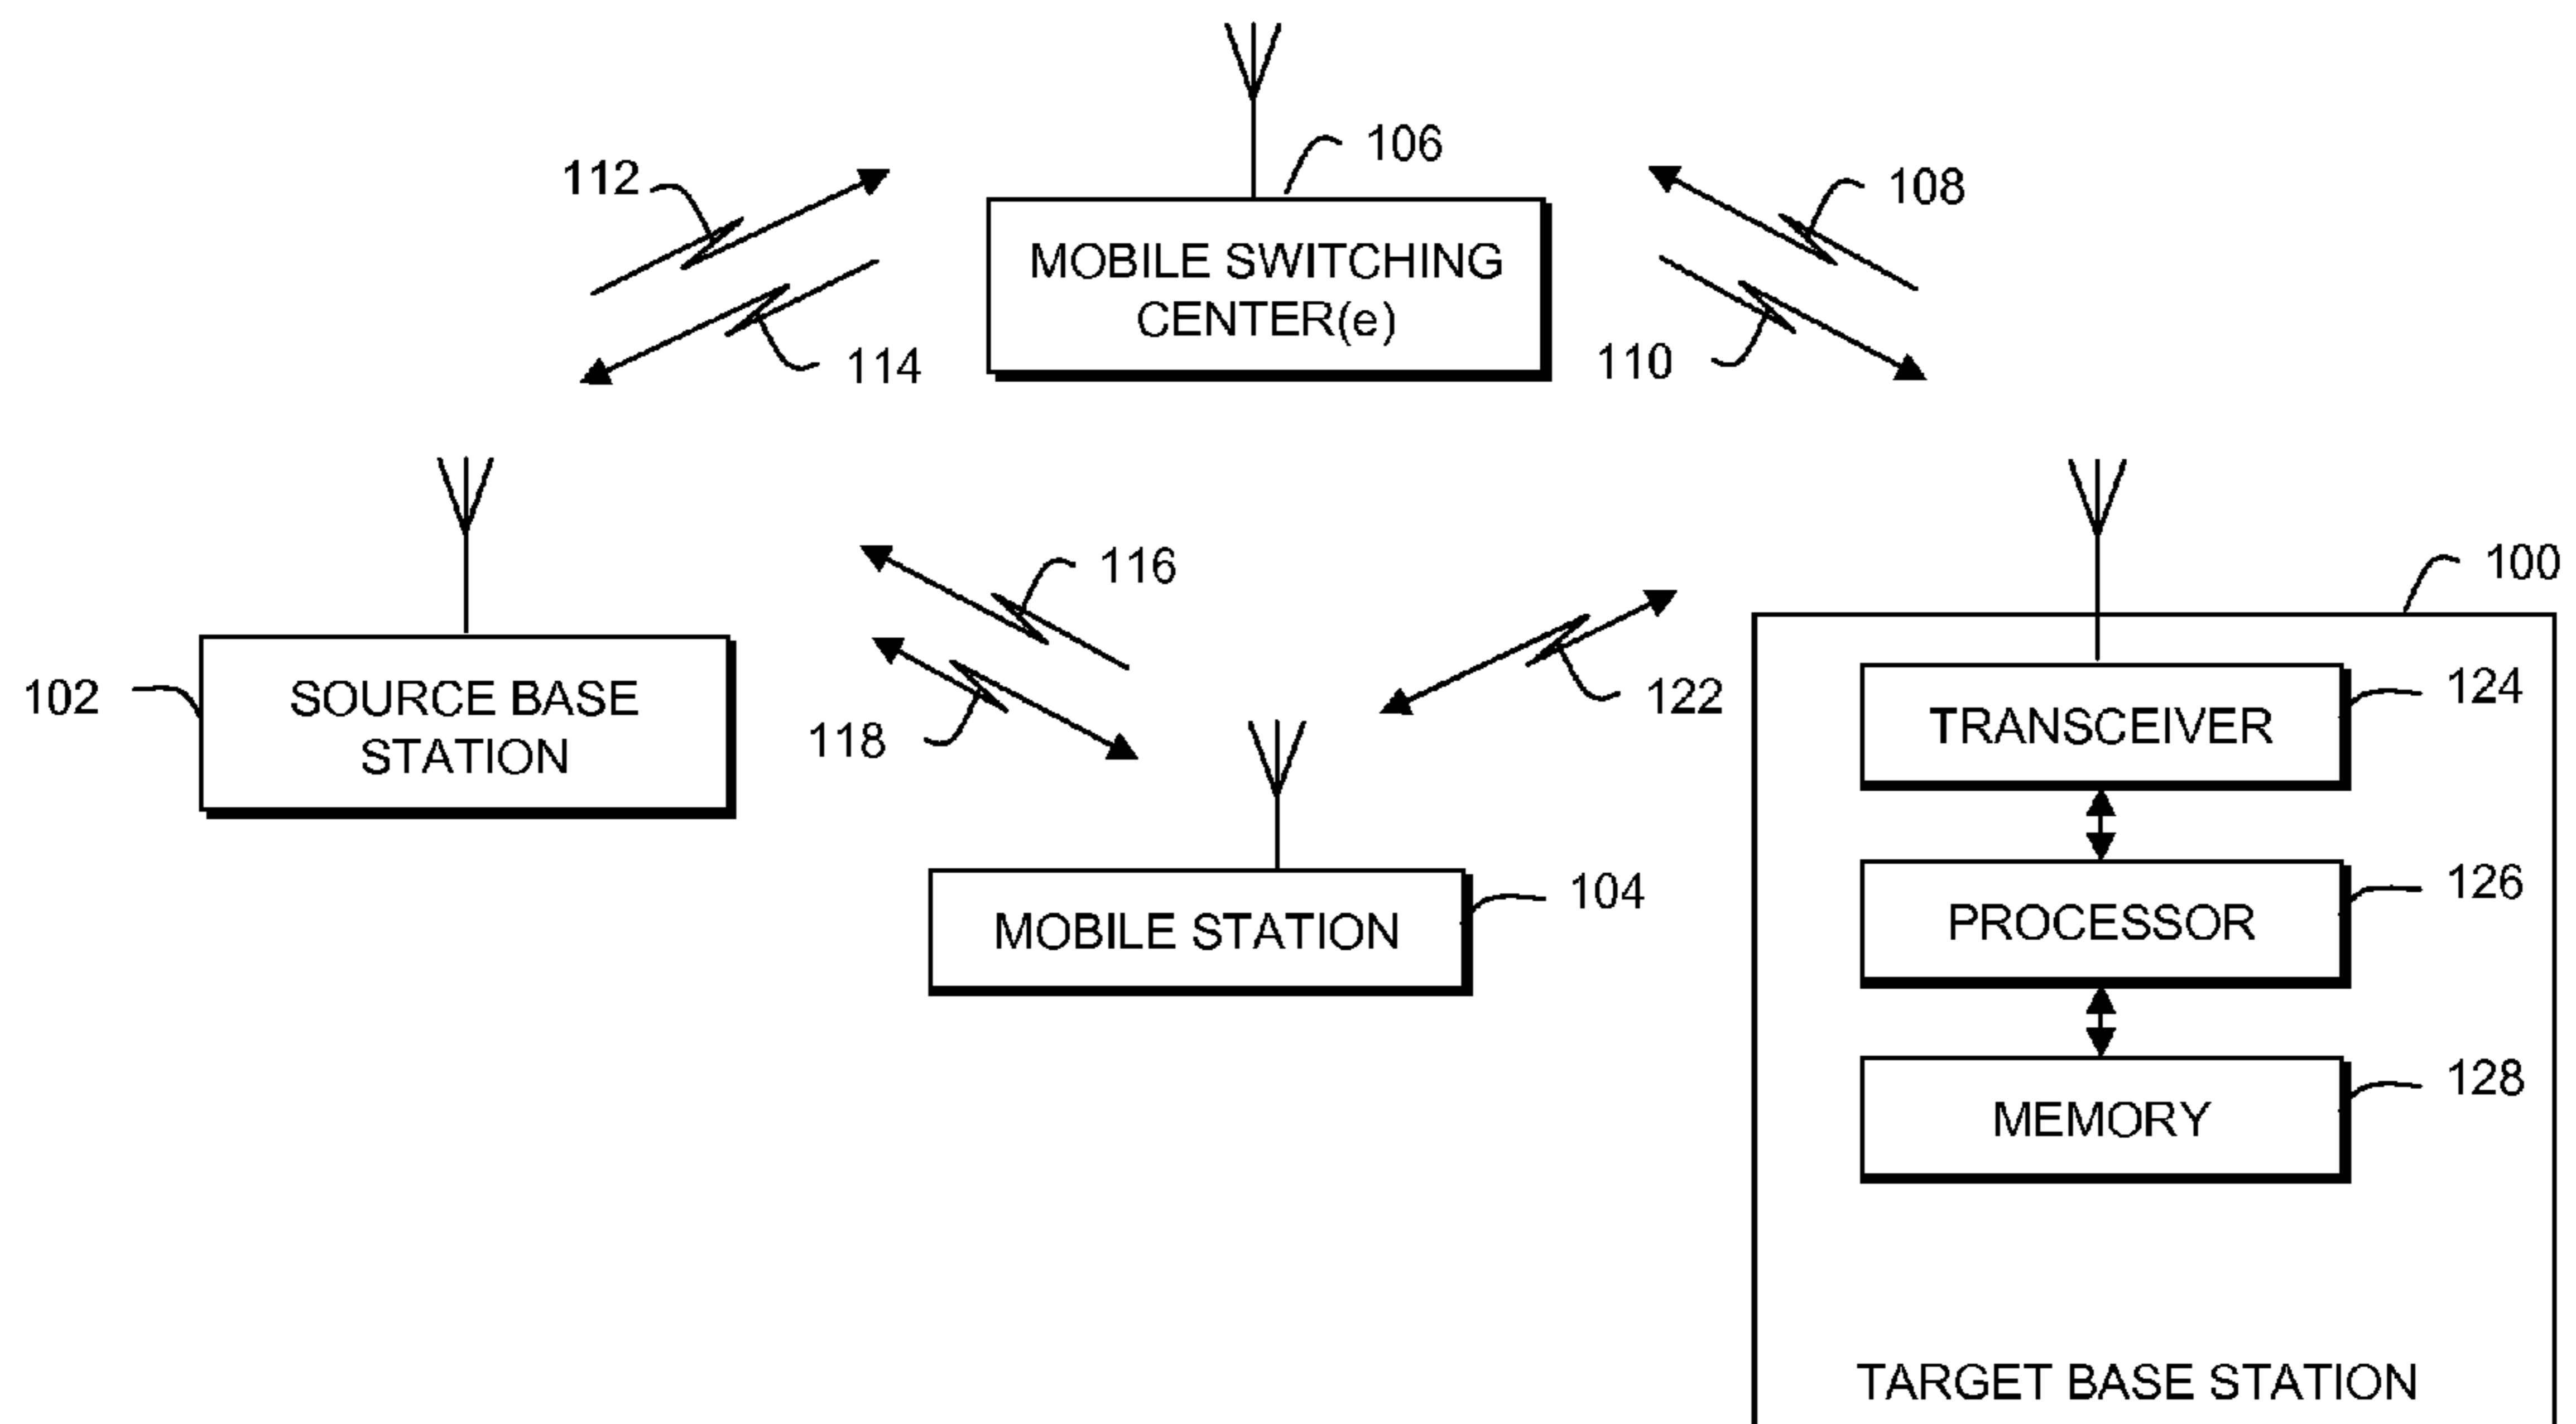 106
112
108
MOBILE SWITCHING
CENTER(e)
114
110
116
100
102
SOURCE BASE
STATION
118
122
124
TRANSCEIVER
104
MOBILE STATION
126
PROCESSOR
128
MEMORY
TARGET BASE STATION